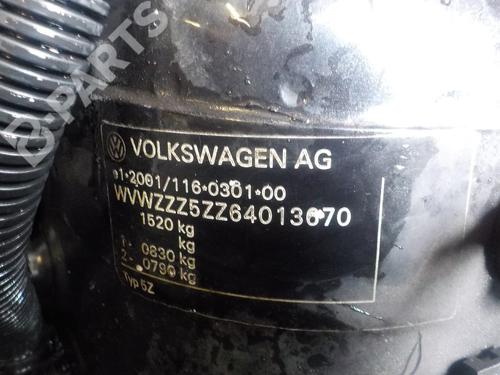 B-PARTS
VOLKSWAGEN AG
e1*2001/116*0301*00
WVWZZZ5ZZ64013670
1520 kg
kg
1- 0830 kg
2- 0790 kg
Typ 5Z